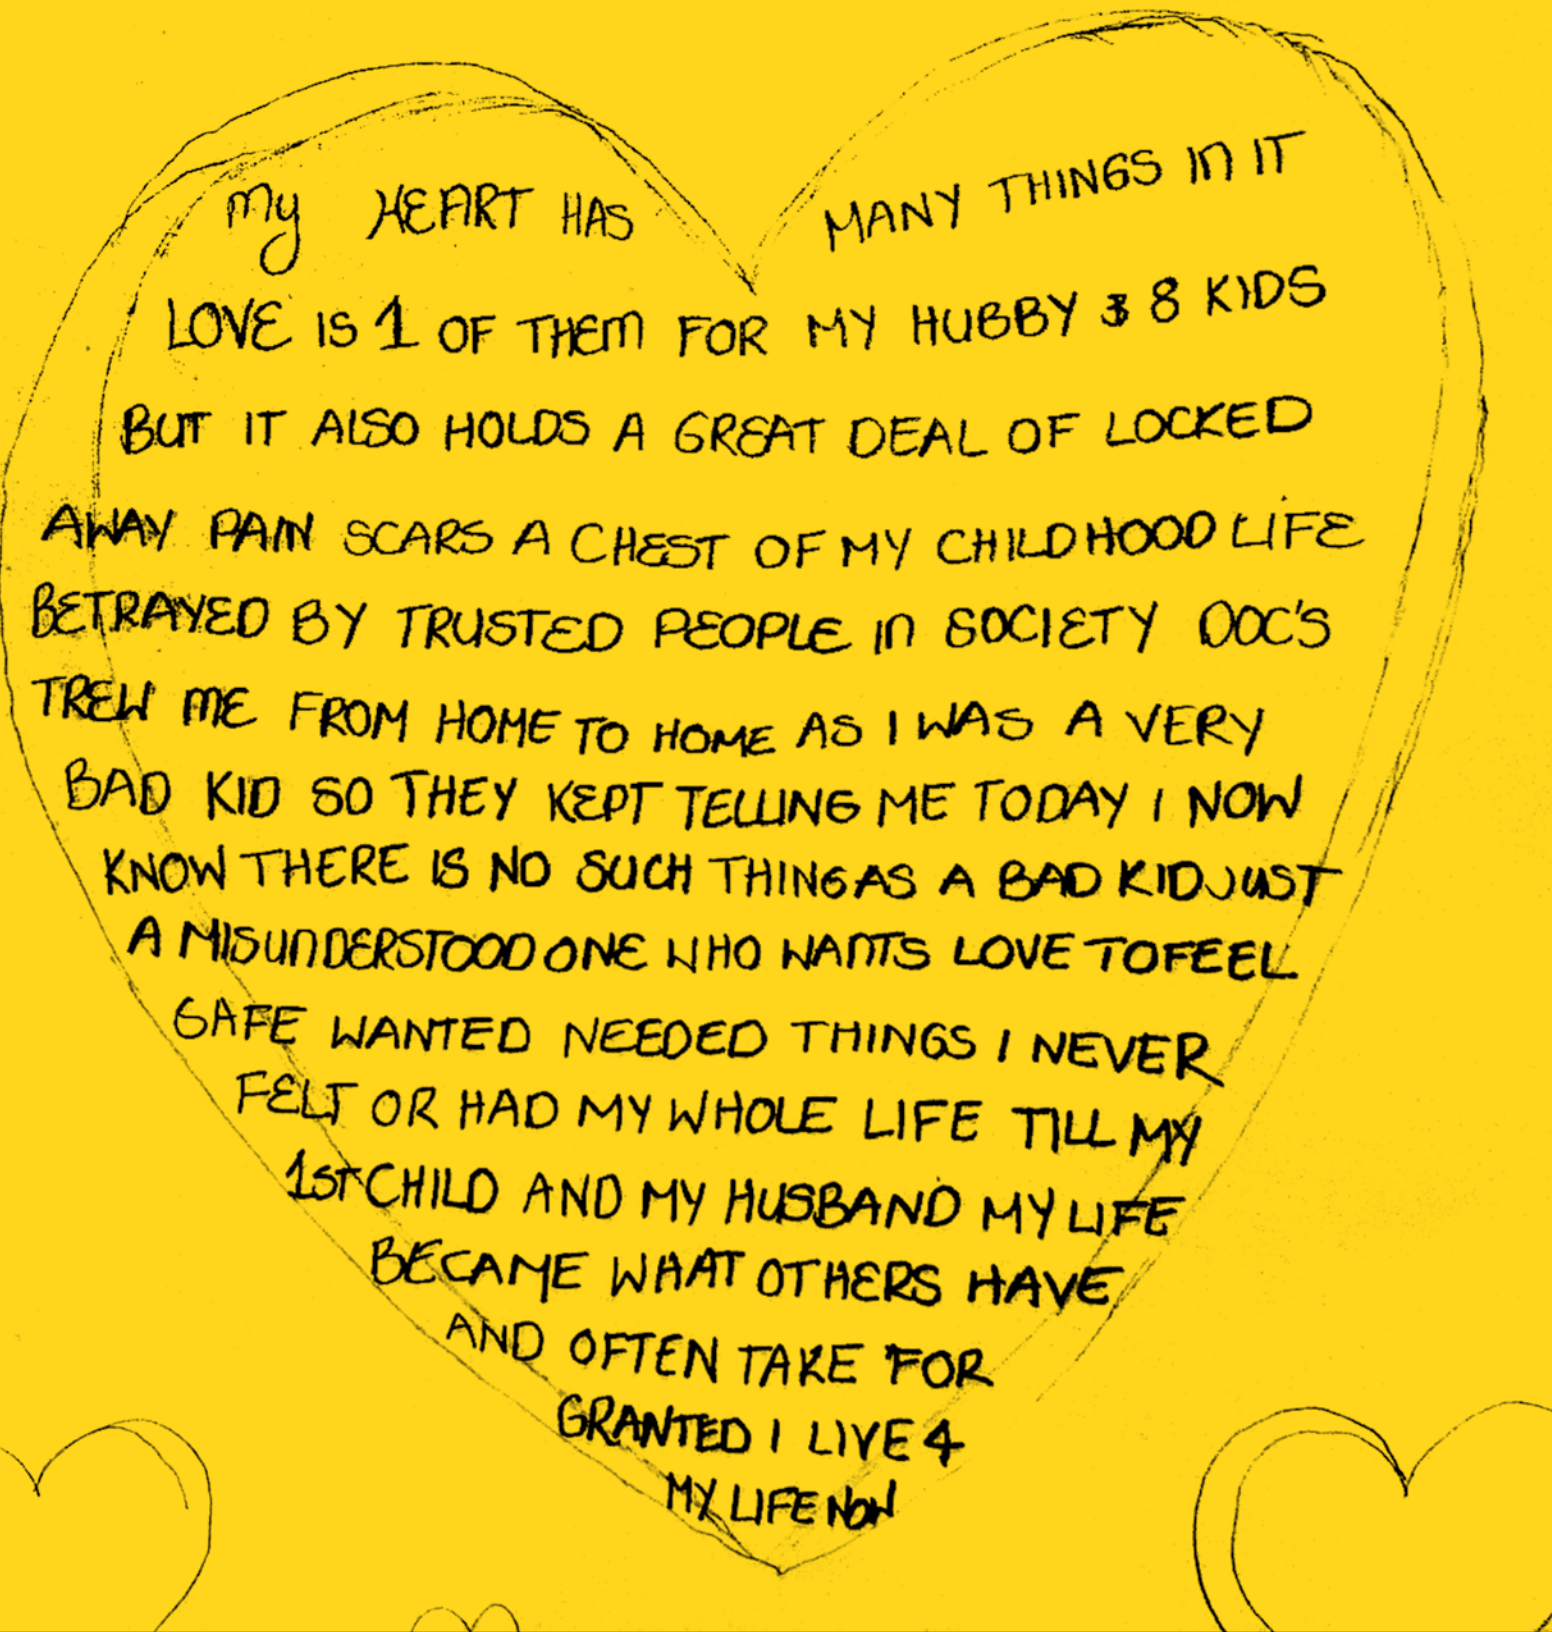 My HEART HAS MANY THINGS In IT
LOVE IS 1 OF THEm FOR MY HUBBY & 8 KIDS
BUT IT ALSO HOLDS A GREAT DEAL OF LOCKED
AWAY PAIN SCARS A CHEST OF MY CHILDHOOD LIFE
BETRAYED BY TRUSTED PEOPLE in SOCIETY DOC'S
TREW ME FROM HOME TO HOME AS I WAS A VERY
BAD KID SO THEY KEPT TELLING ME TODAY I NOW
KNOW THERE IS NO SUCH THING AS A BAD KID JUST
A MISUNDERSTOOD ONE WHO WANTS LOVE TO FEEL
SAFE WANTED NEEDED THINGS I NEVER
FELT OR HAD MY WHOLE LIFE TILL MY
1ST CHILD AND MY HUSBAND MY LIFE
BECAME WHAT OTHERS HAVE
AND OFTEN TAKE FOR
GRANTED I LIVE 4
MY LIFE NOW